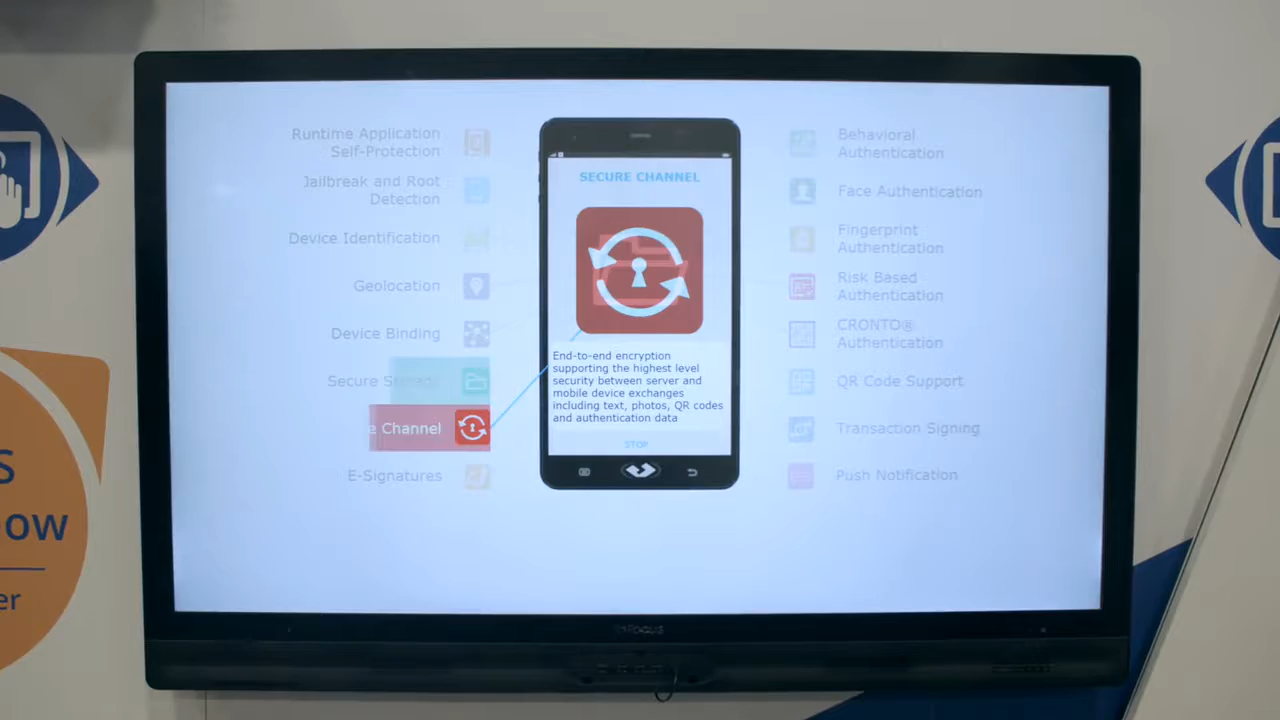 Runtime Application
Self-Protection
Jailbreak and Root
Detection
Device Identification
Geolocation
Device Binding
Secure Storage
e Channel
E-Signatures
SECURE CHANNEL
End-to-end encryption
supporting the highest level
security between server and
mobile device exchanges
including text, photos, QR codes
and authentication data
STOP
Behavioral
Authentication
Face Authentication
Fingerprint
Authentication
Risk Based
Authentication
CRONTO®
Authentication
QR Code Support
Transaction Signing
Push Notification
InFocus
s
ow
er